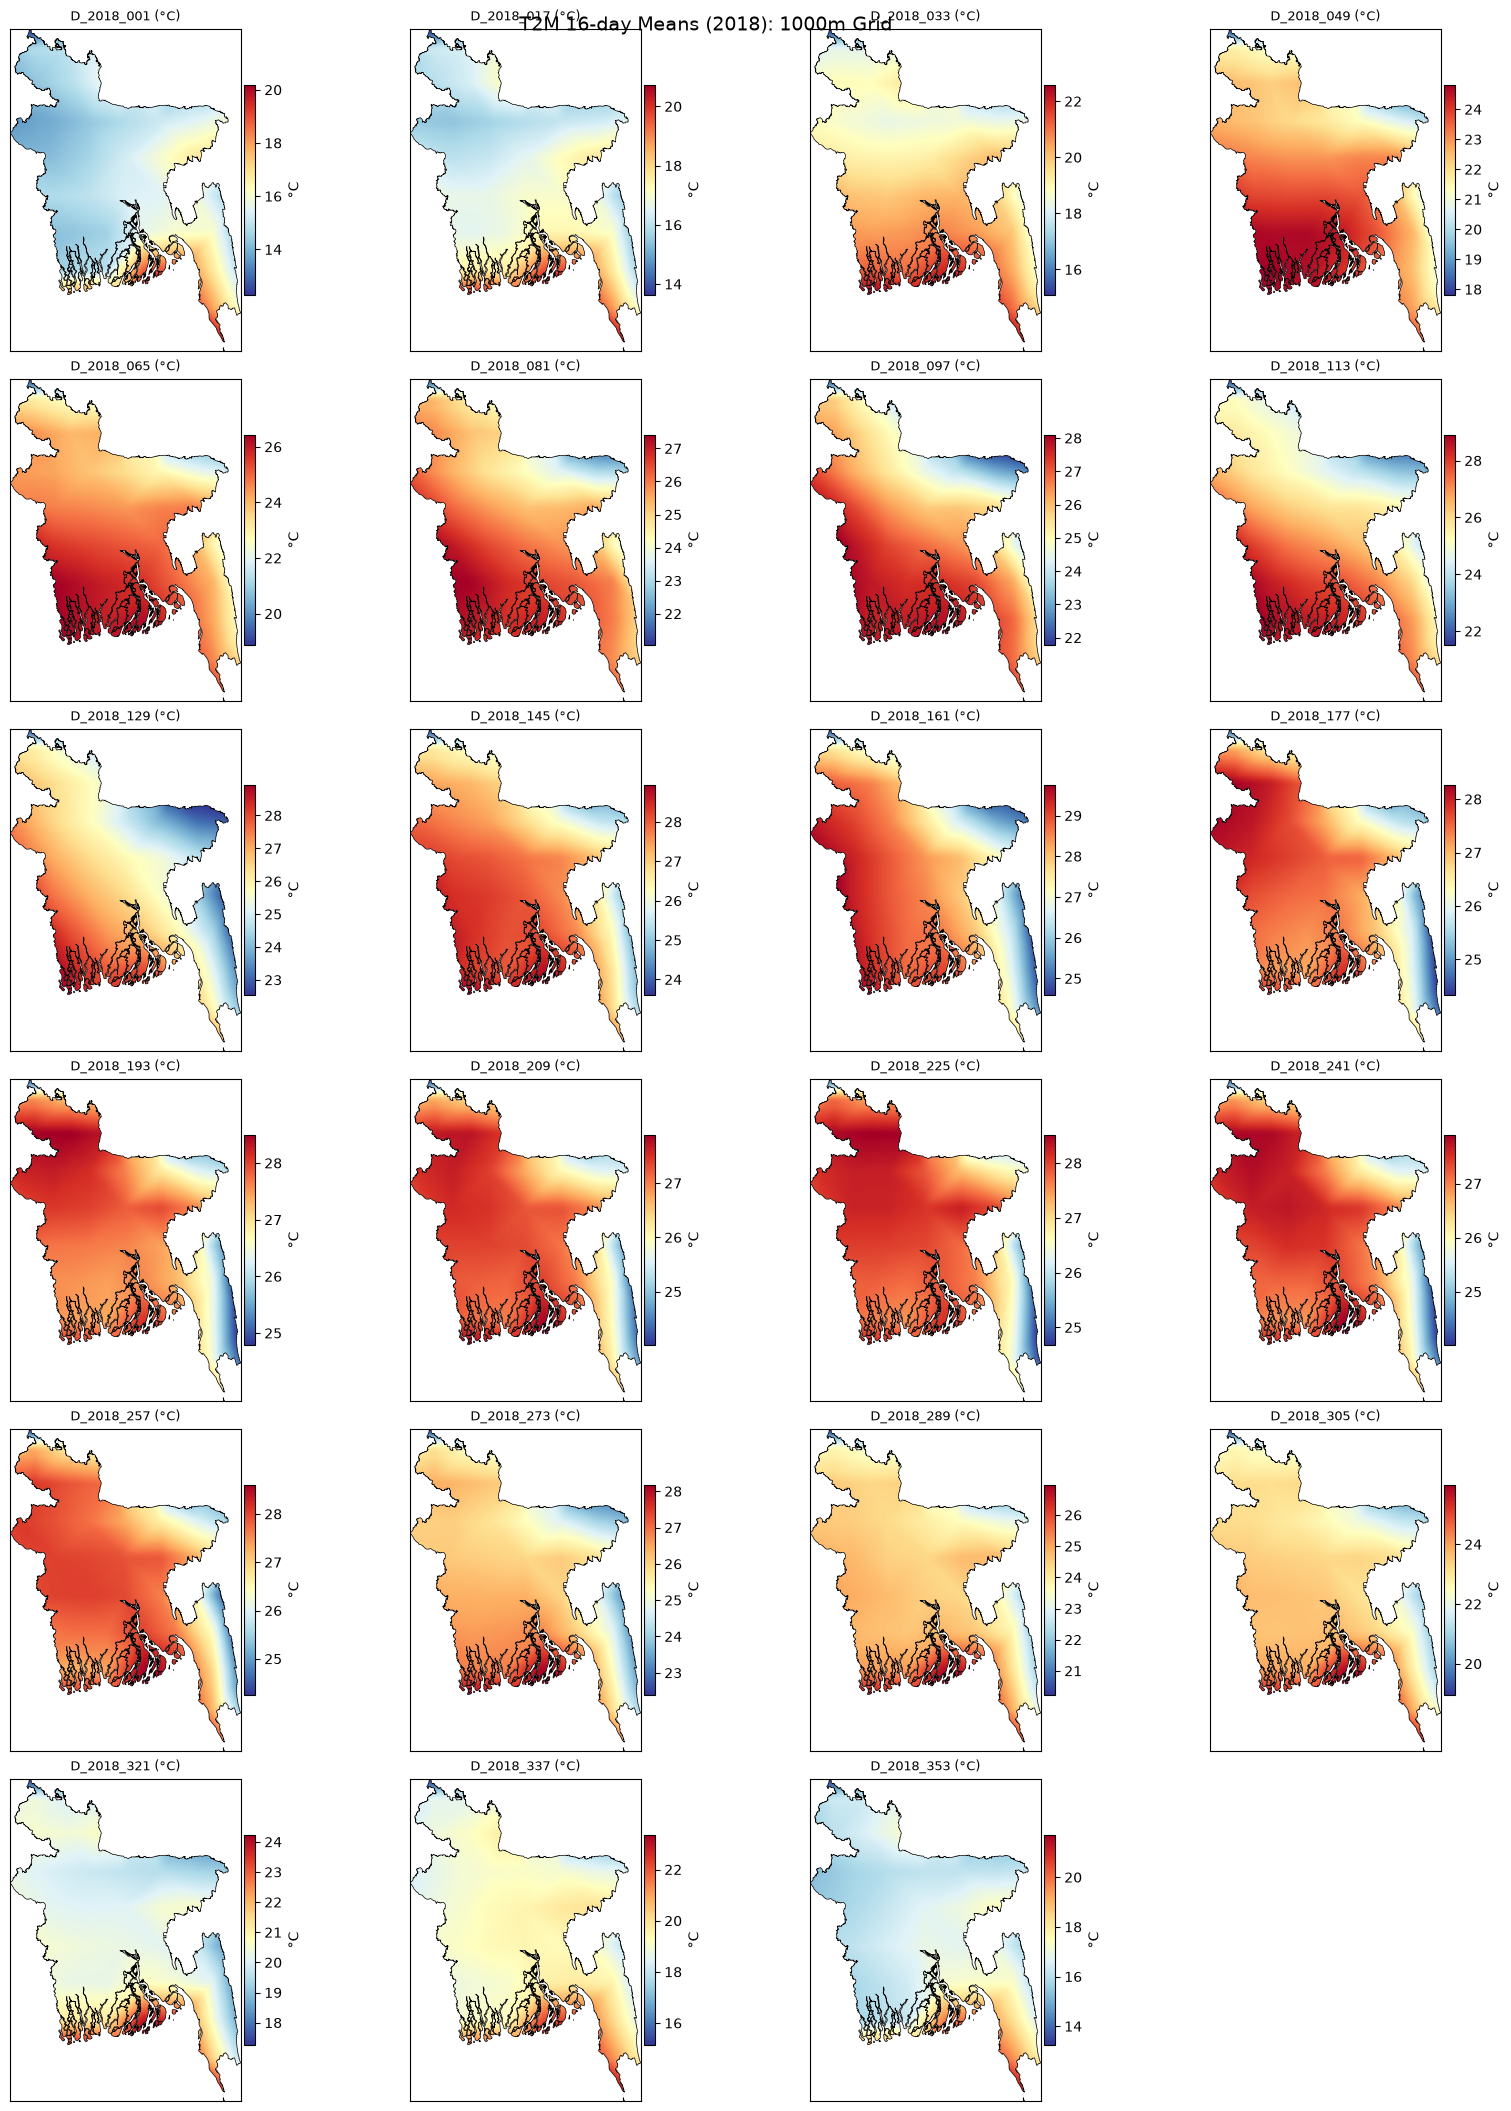 T2M 16-day Means (2018): 1000m Grid
D_2018_001 (°C)
20
18
16
14
°C
D_2018_017 (°C)
20
18
16
14
°C
D_2018_033 (°C)
22
20
18
16
°C
D_2018_049 (°C)
24
23
22
21
20
19
18
°C
D_2018_065 (°C)
26
24
22
20
°C
D_2018_081 (°C)
27
26
25
24
23
22
°C
D_2018_097 (°C)
28
27
26
25
24
23
22
°C
D_2018_113 (°C)
28
26
24
22
°C
D_2018_129 (°C)
28
27
26
25
24
23
°C
D_2018_145 (°C)
28
27
26
25
24
°C
D_2018_161 (°C)
29
28
27
26
25
°C
D_2018_177 (°C)
28
27
26
25
°C
D_2018_193 (°C)
28
27
26
25
°C
D_2018_209 (°C)
27
26
25
°C
D_2018_225 (°C)
28
27
26
25
°C
D_2018_241 (°C)
27
26
25
°C
D_2018_257 (°C)
28
27
26
25
°C
D_2018_273 (°C)
28
27
26
25
24
23
°C
D_2018_289 (°C)
26
25
24
23
22
21
°C
D_2018_305 (°C)
24
22
20
°C
D_2018_321 (°C)
24
23
22
21
20
19
18
°C
D_2018_337 (°C)
22
20
18
16
°C
D_2018_353 (°C)
20
18
16
14
°C